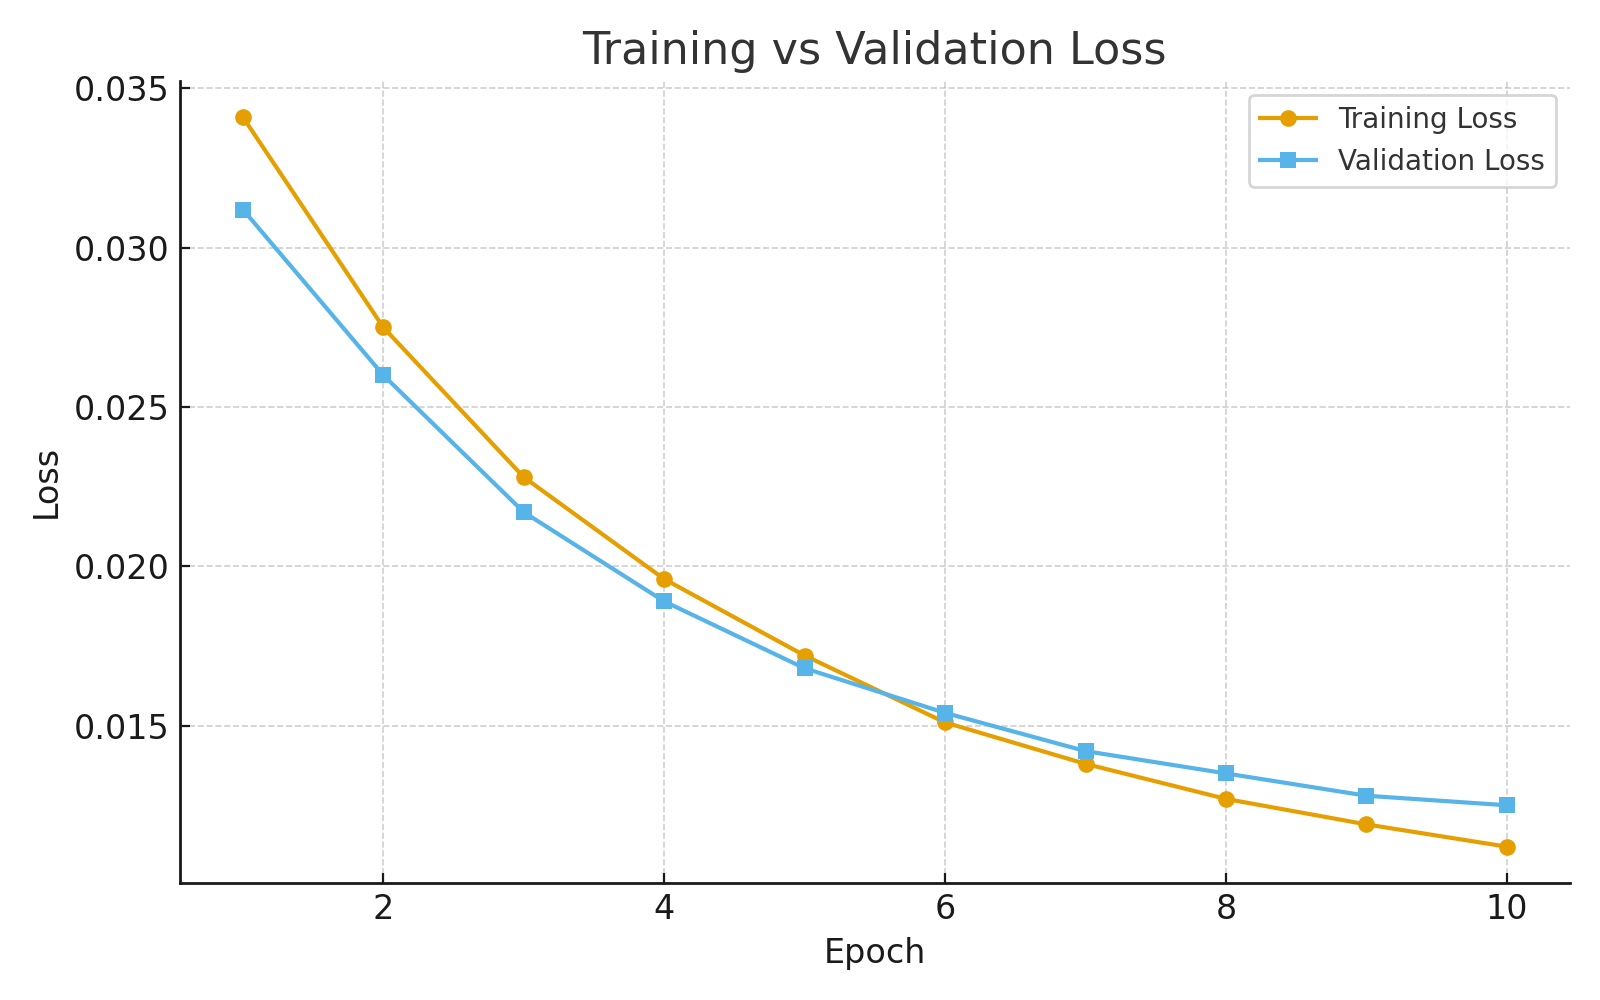 Training vs Validation Loss
Training Loss
Validation Loss
0.035
0.030
0.025
0.020
0.015
Loss
2 4 6 8 10
Epoch